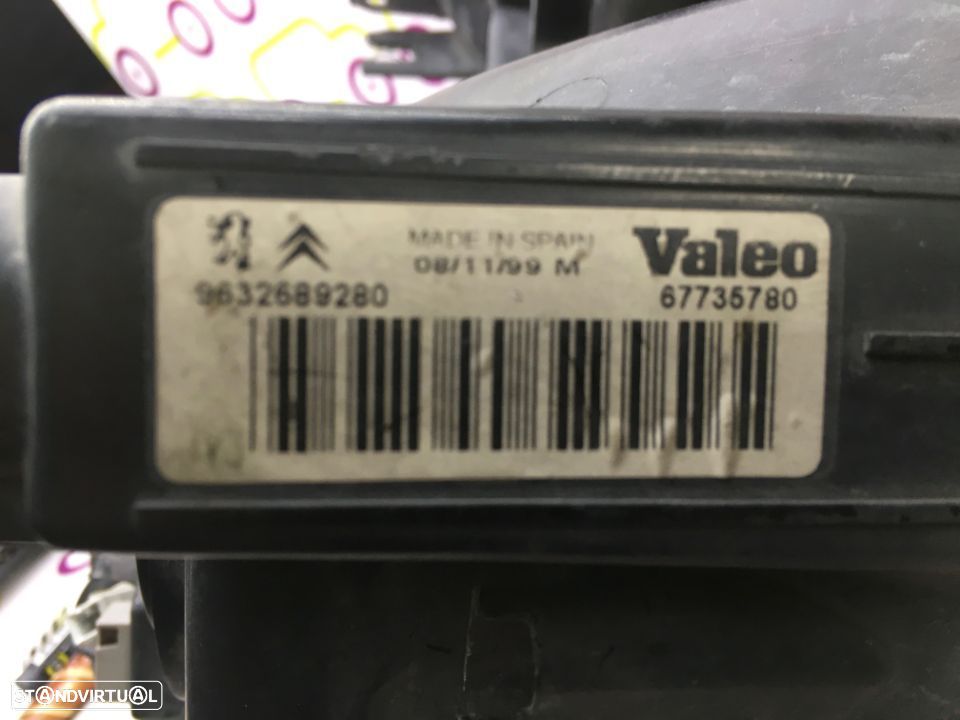 MADE IN SPAIN
08/11/99 M
Valeo
9632689280
67735780
STANDVIRTUAL